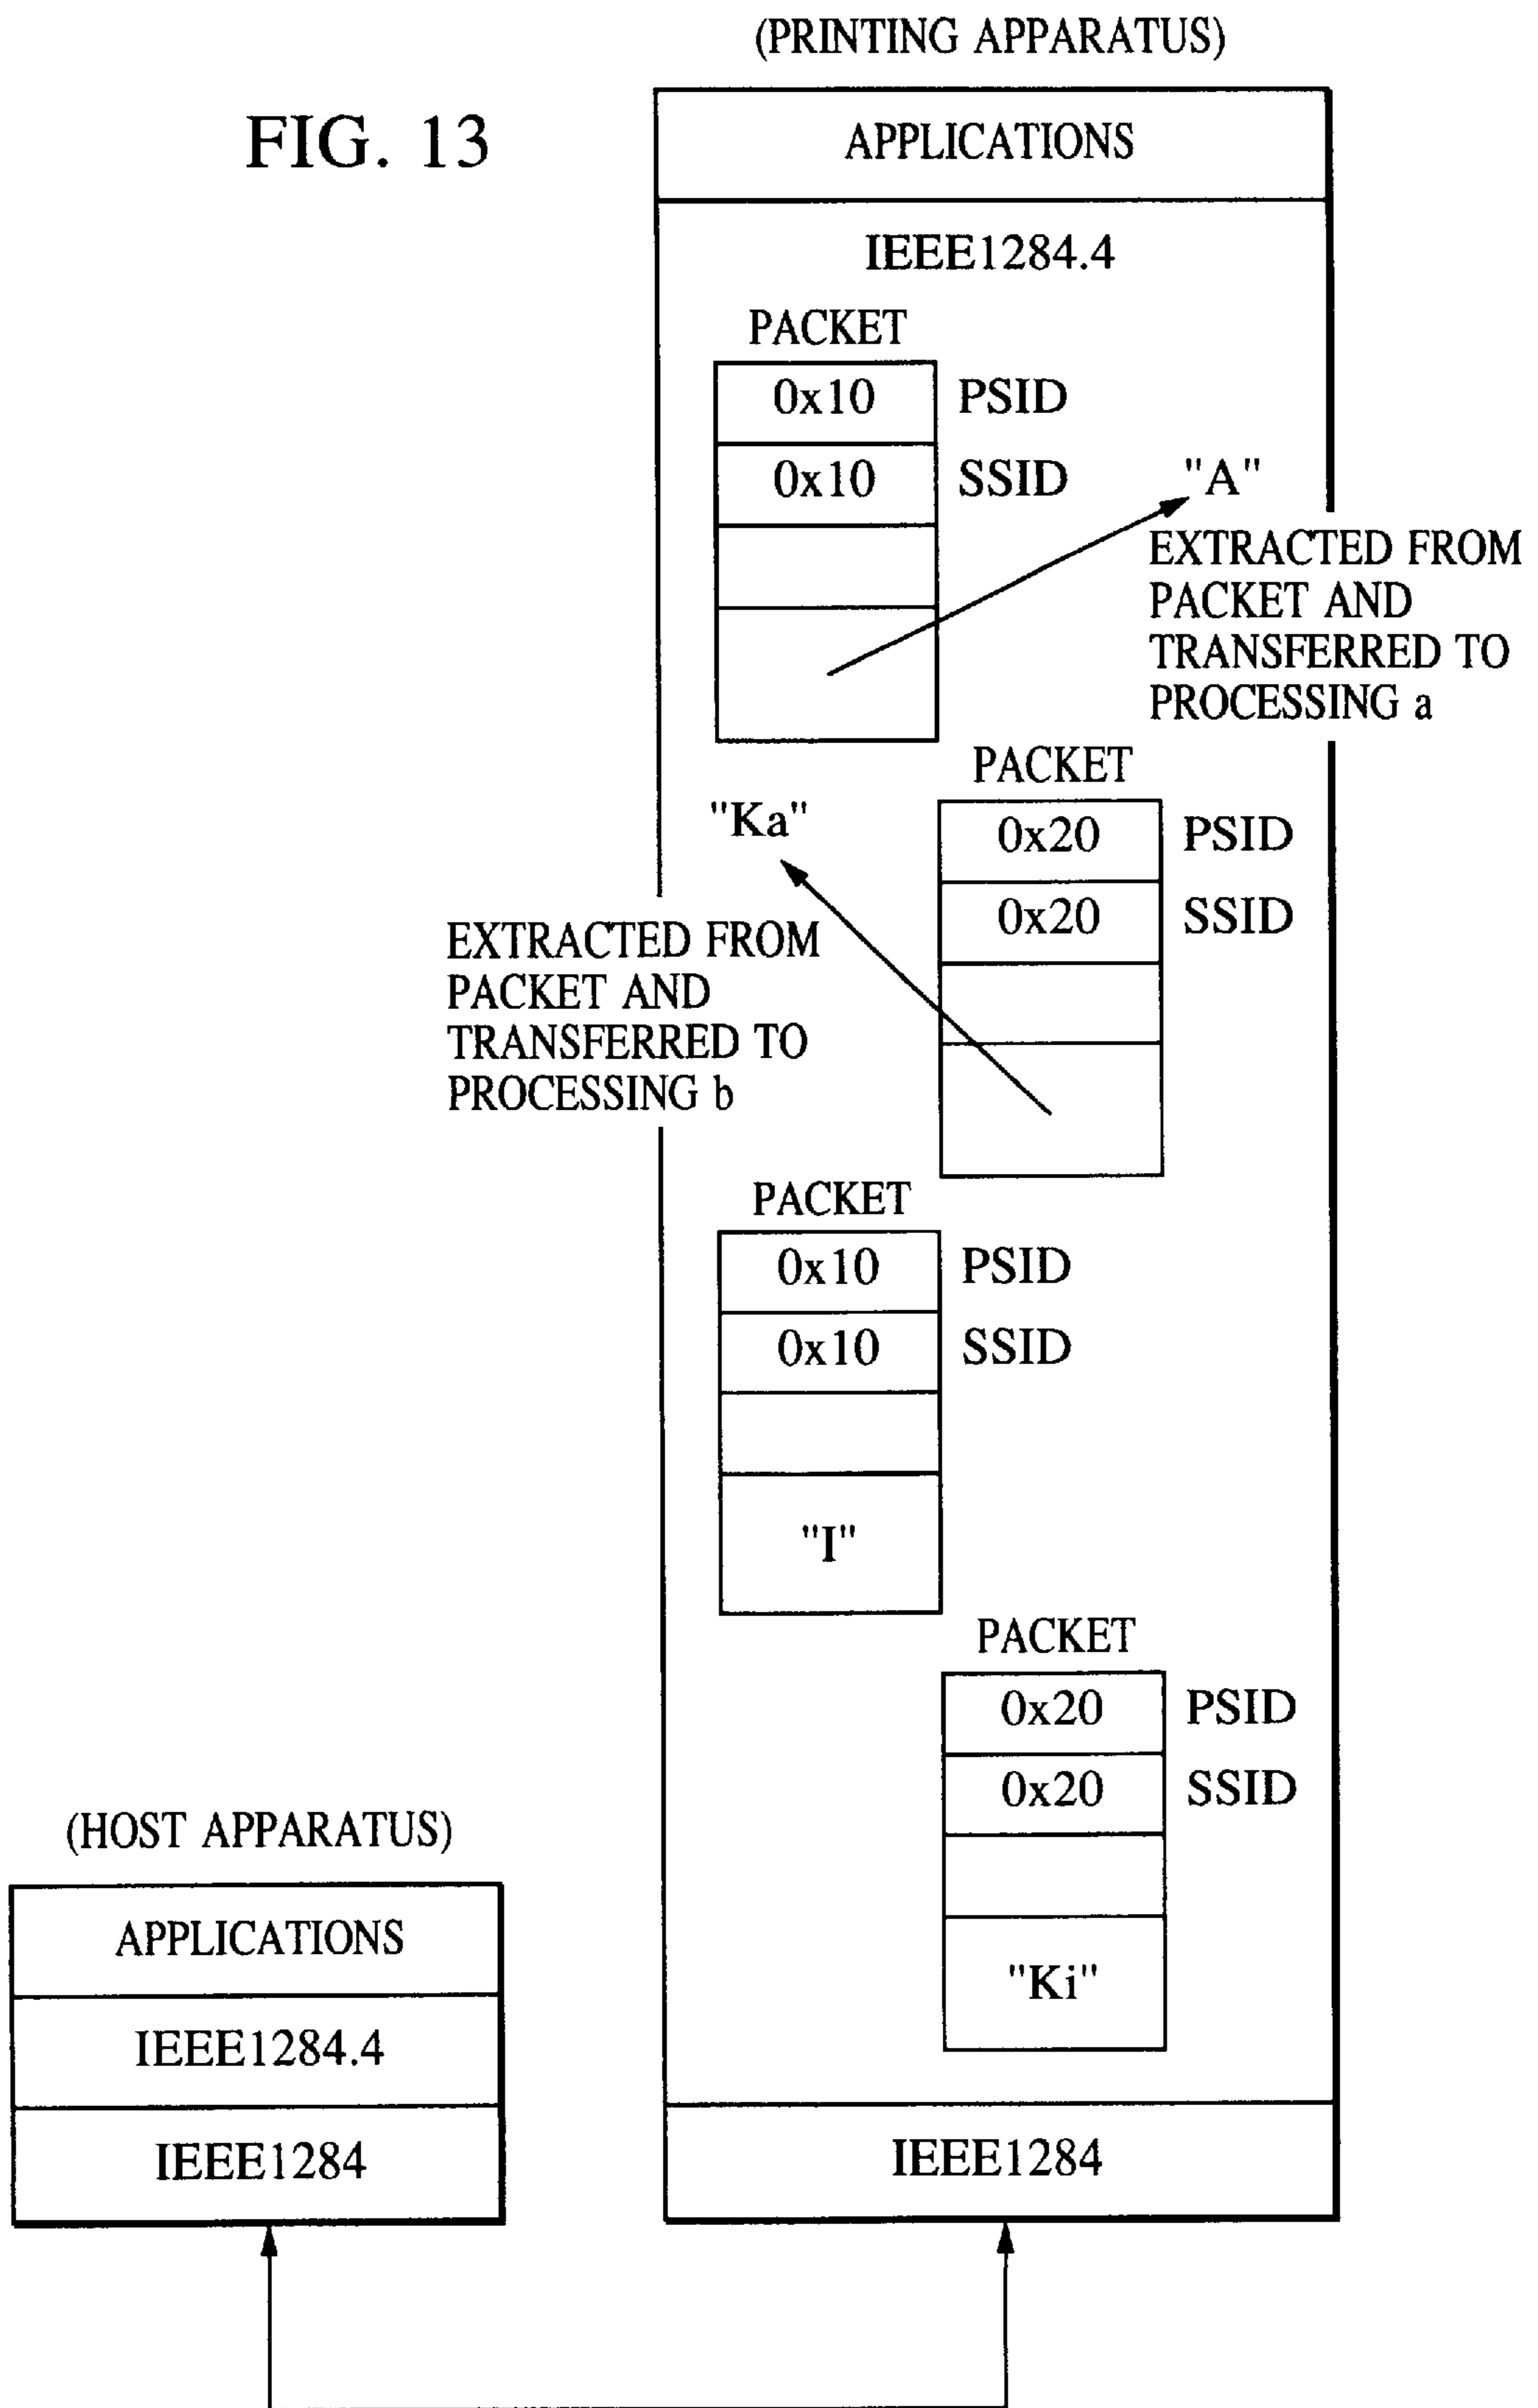 (PRINTING APPARATUS)
FIG. 13
APPLICATIONS
IEEE1284.4
PACKET
0x10 PSID
0x10 SSID
"A"
EXTRACTED FROM
PACKET AND
TRANSFERRED TO
PROCESSING a
PACKET
0x20 PSID
0x20 SSID
"Ka"
EXTRACTED FROM
PACKET AND
TRANSFERRED TO
PROCESSING b
PACKET
0x10 PSID
0x10 SSID
"I"
PACKET
0x20 PSID
0x20 SSID
"Ki"
IEEE1284
(HOST APPARATUS)
APPLICATIONS
IEEE1284.4
IEEE1284